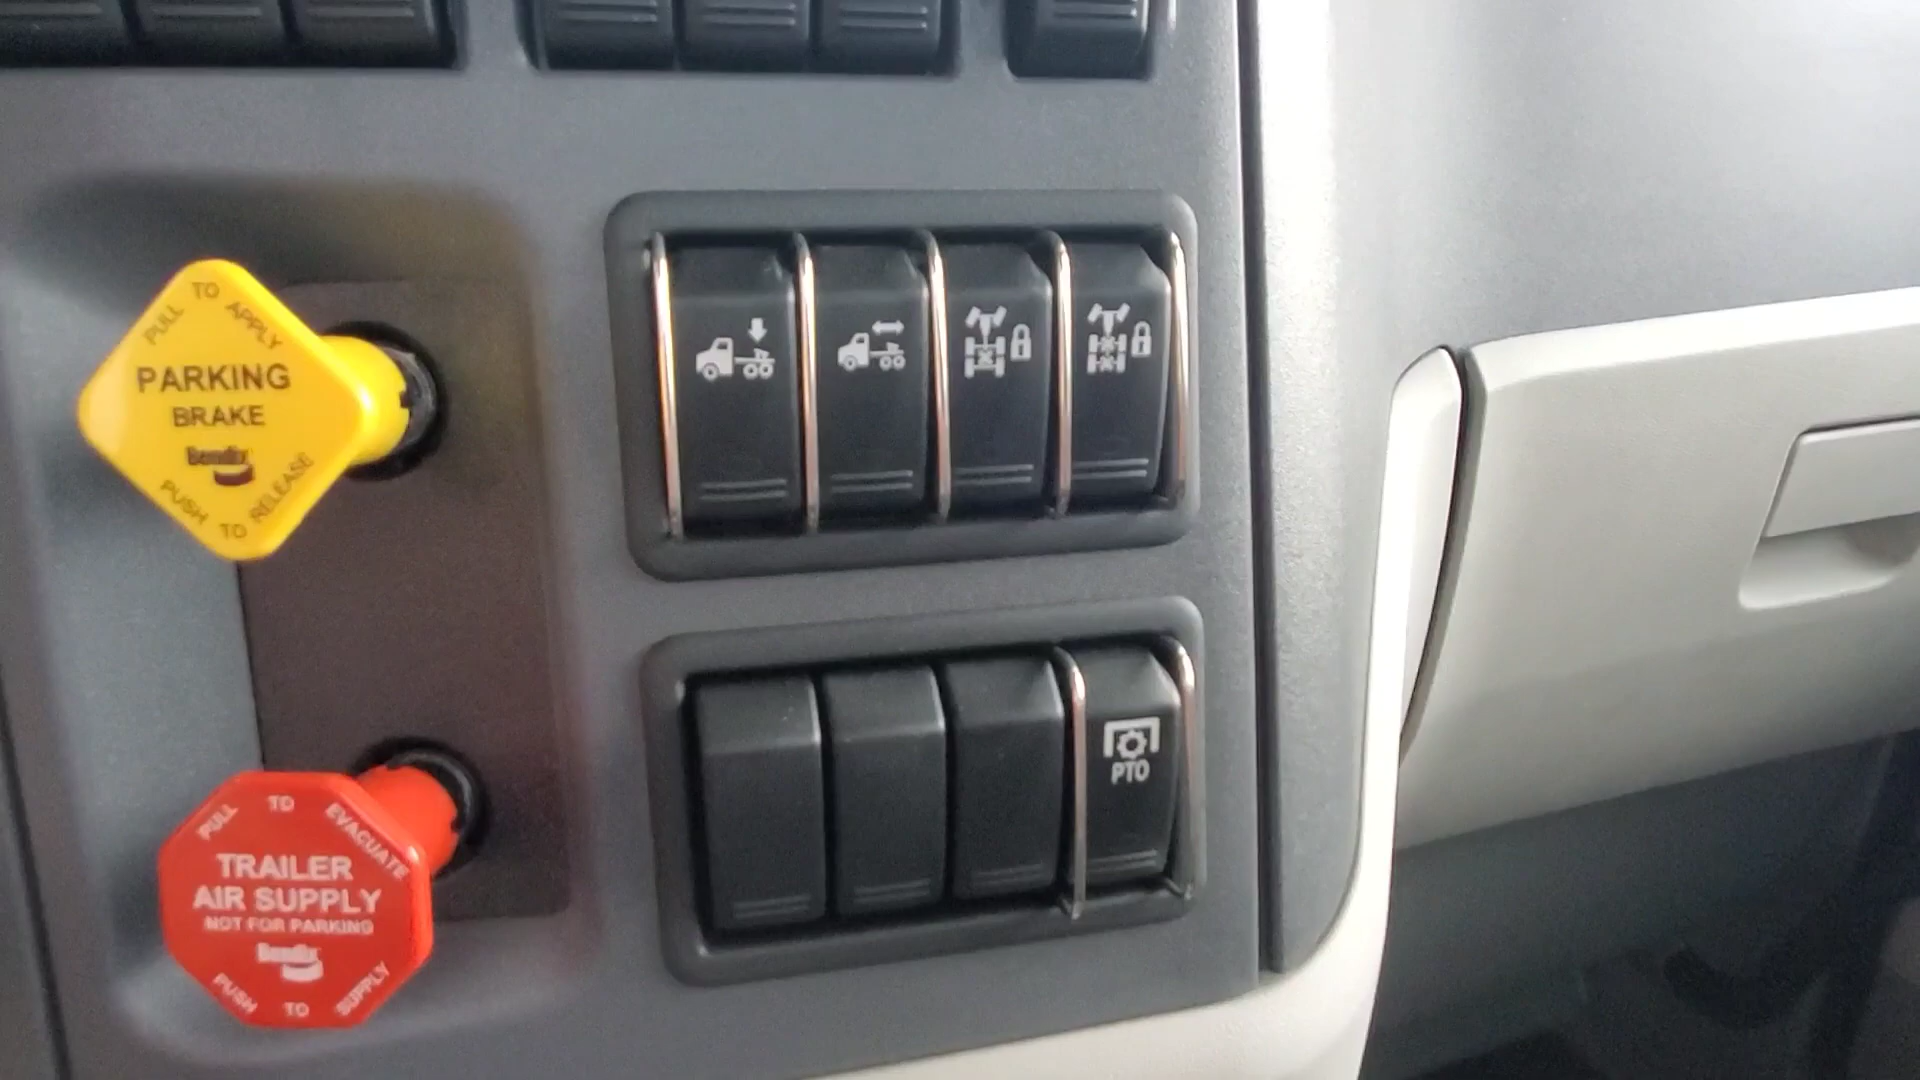 PULL TO APPLY
PARKING
BRAKE
Bendix
PUSH TO RELEASE
PULL TO EVACUATE
TRAILER
AIR SUPPLY
NOT FOR PARKING
Bendix
PUSH TO SUPPLY
PTO